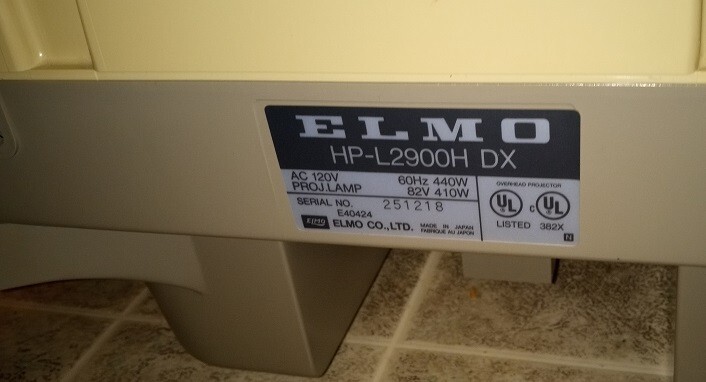 ELMO
HP-L2900H DX
AC 120V 60Hz 440W
PROJ.LAMP 82V 410W
SERIAL NO. 251218
E40424
ELMO ELMO CO.,LTD. MADE IN JAPAN
FABRIQUE AU JAPON
OVERHEAD PROJECTOR
UL c UL
LISTED 382X
N